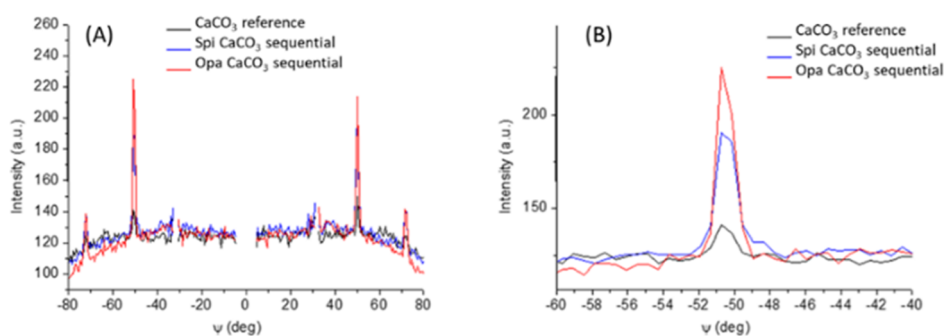 (A)
CaCO₃ reference
Spi CaCO₃ sequential
Opa CaCO₃ sequential
Intensity (a.u.)
260
240
220
200
180
160
140
120
100
-80 -60 -40 -20 0 20 40 60 80
ψ (deg)
(B)
CaCO₃ reference
Spi CaCO₃ sequential
Opa CaCO₃ sequential
Intensity (a.u.)
200
150
-60 -58 -56 -54 -52 -50 -48 -46 -44 -42 -40
ψ (deg)